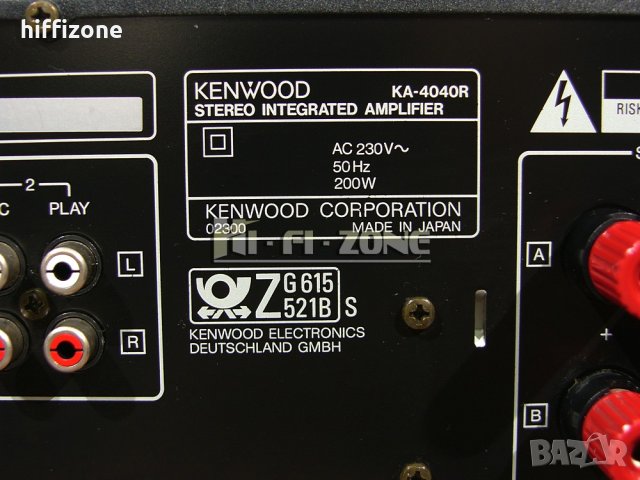 hiffizone
KENWOOD KA-4040R
STEREO INTEGRATED AMPLIFIER
AC 230V~
50Hz
200W
KENWOOD CORPORATION
02300 MADE IN JAPAN
HI-FI-ZONE
RISK
S
2
C PLAY
L
R
Z G 615
521B S
KENWOOD ELECTRONICS
DEUTSCHLAND GMBH
A
+
B
BAZAR